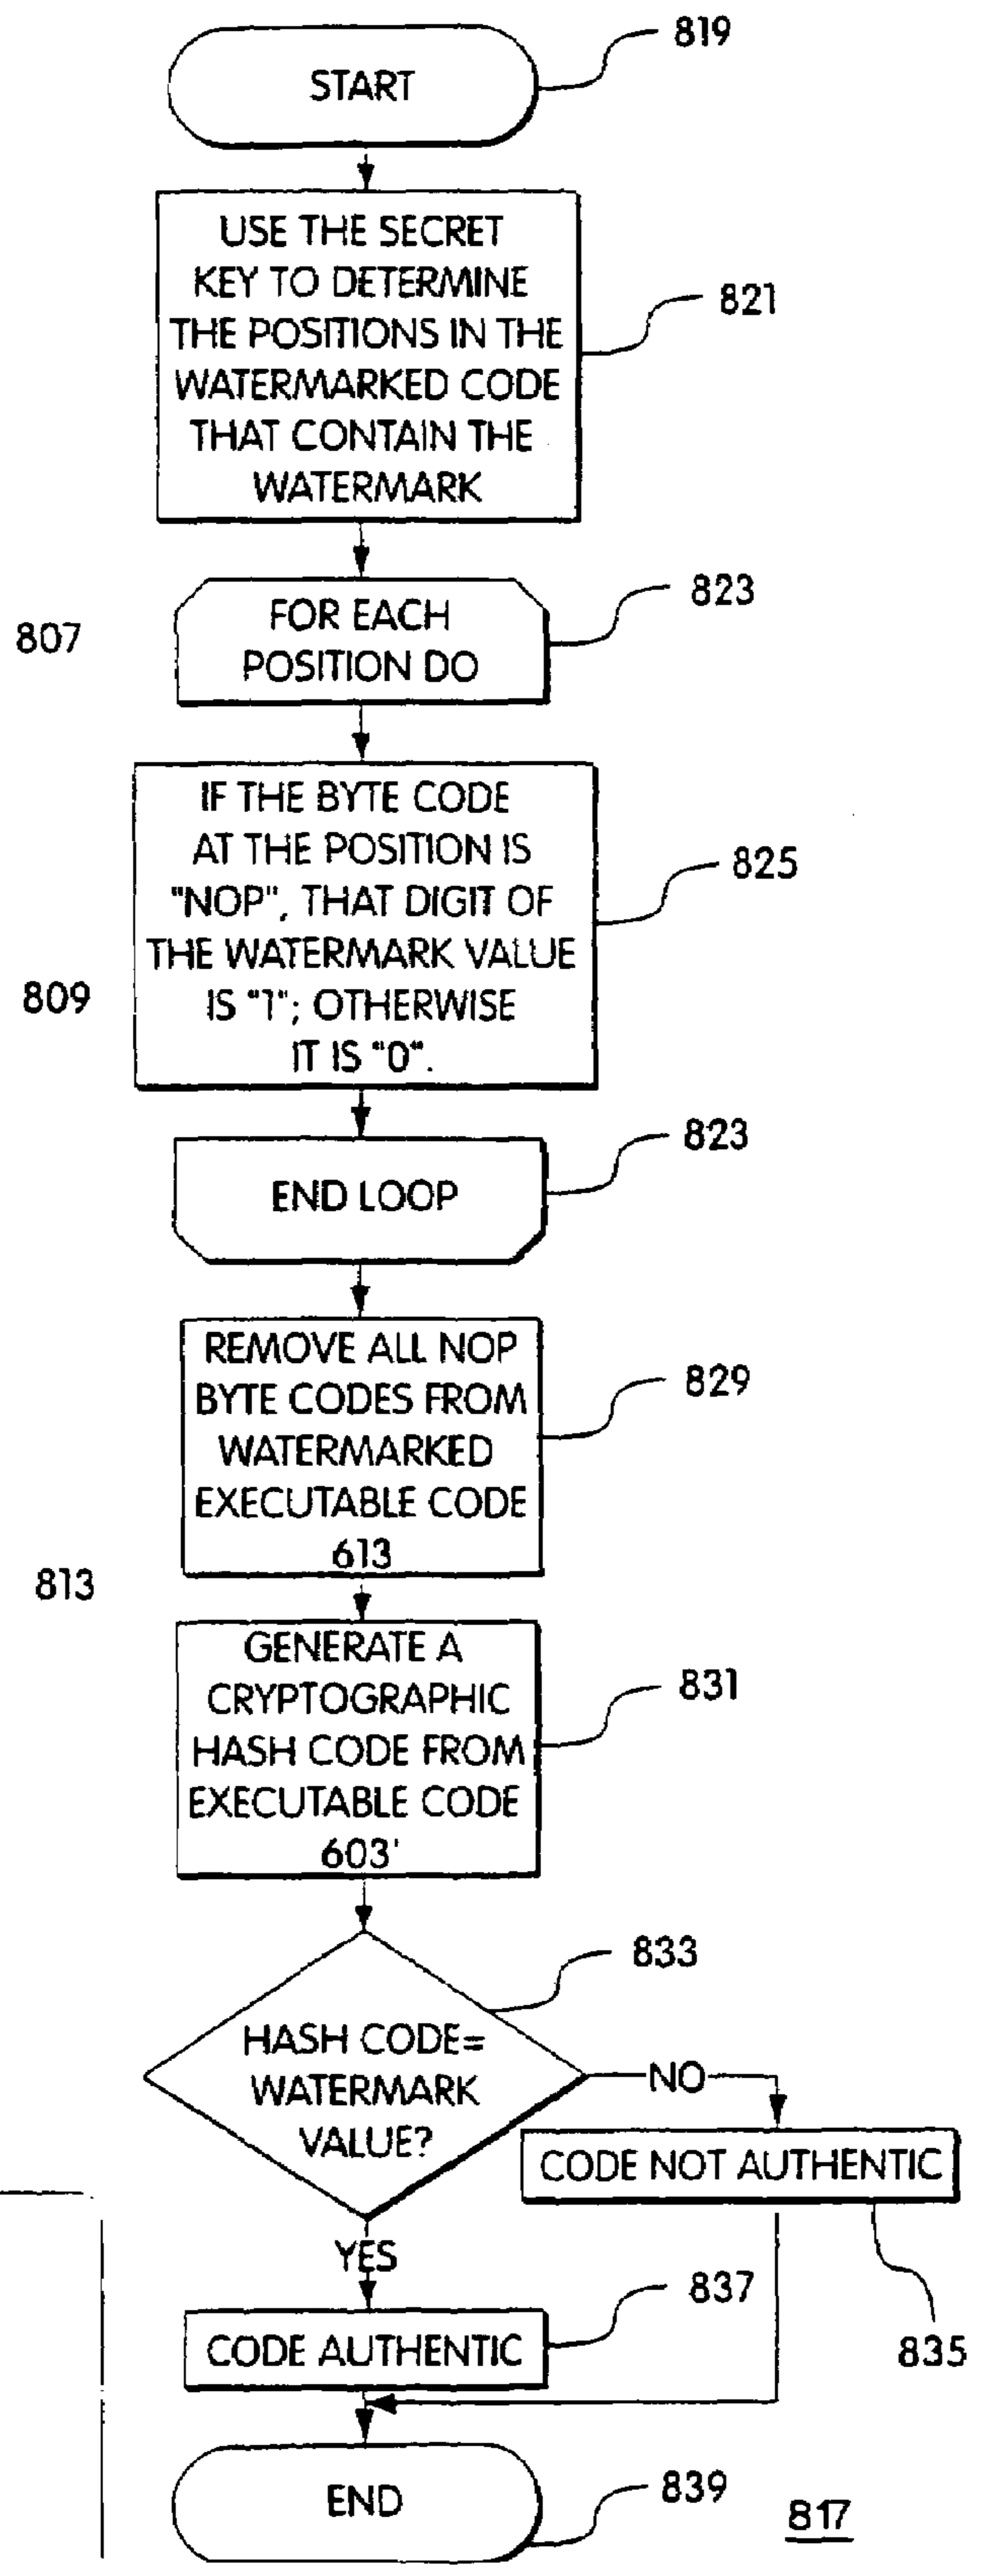 819
START
USE THE SECRET
KEY TO DETERMINE
THE POSITIONS IN THE
WATERMARKED CODE
THAT CONTAIN THE
WATERMARK
821
807
FOR EACH
POSITION DO
823
IF THE BYTE CODE
AT THE POSITION IS
"NOP", THAT DIGIT OF
THE WATERMARK VALUE
IS "1"; OTHERWISE
IT IS "0".
825
809
END LOOP
823
REMOVE ALL NOP
BYTE CODES FROM
WATERMARKED
EXECUTABLE CODE
613
829
813
GENERATE A
CRYPTOGRAPHIC
HASH CODE FROM
EXECUTABLE CODE
603'
831
833
HASH CODE=
WATERMARK
VALUE?
NO
CODE NOT AUTHENTIC
835
YES
837
CODE AUTHENTIC
END
839
817